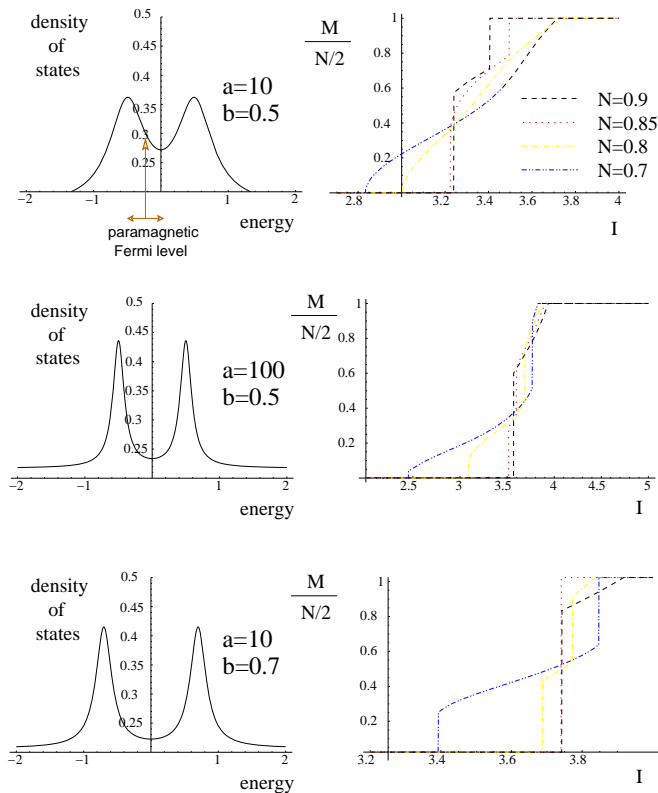 density
of
states
0.5
0.45
0.4
0.35
0.3
0.25
a=10
b=0.5
−2
−1
1
2
energy
paramagnetic
Fermi level
M
N/2
1
0.8
0.6
0.4
0.2
N=0.9
N=0.85
N=0.8
N=0.7
2.8
3.2
3.4
3.6
3.8
4
I
density
of
states
0.5
0.45
0.4
0.35
0.3
0.25
a=100
b=0.5
−2
−1
1
2
energy
M
N/2
1
0.8
0.6
0.4
0.2
2.5
3
3.5
4
4.5
5
I
density
of
states
0.5
0.45
0.4
0.35
0.3
0.25
a=10
b=0.7
−2
−1
1
2
energy
M
N/2
1
0.8
0.6
0.4
0.2
3.2
3.4
3.6
3.8
I